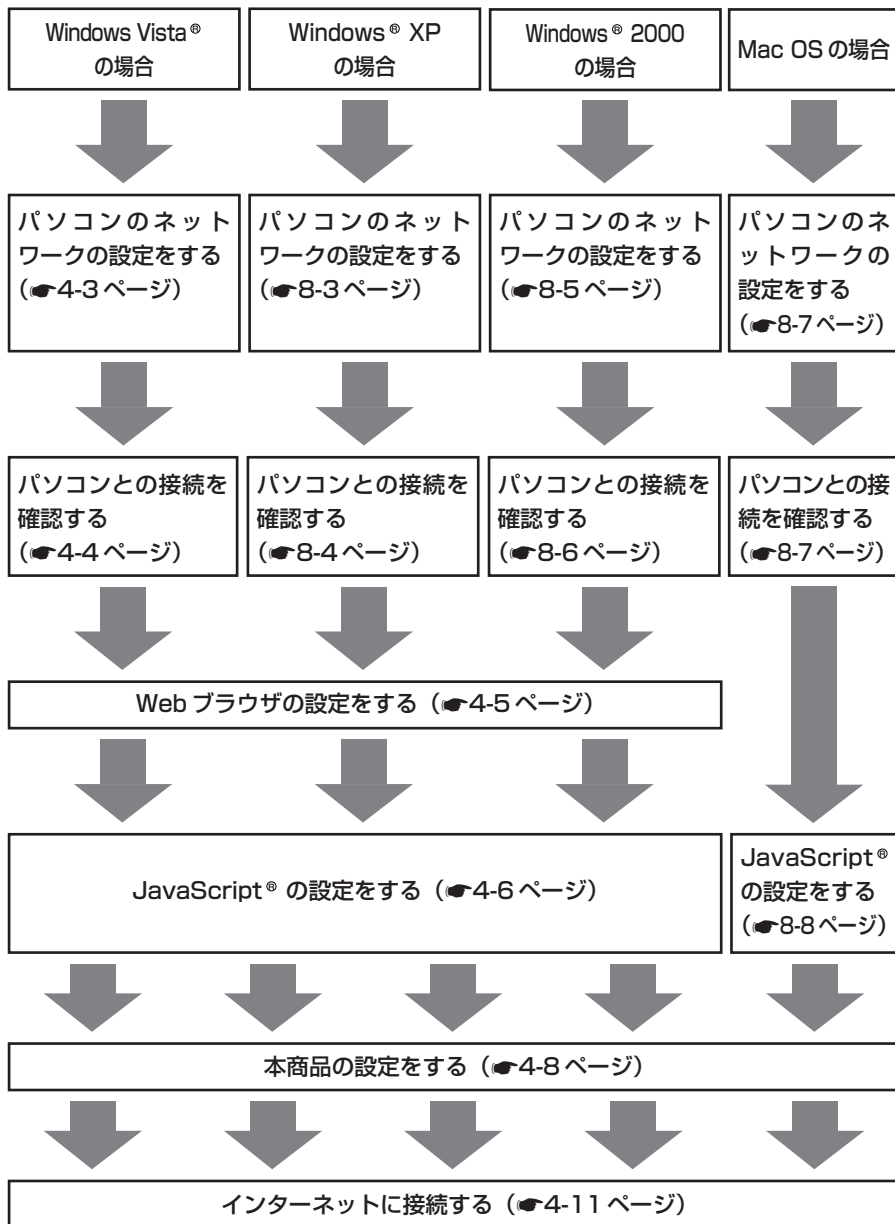 Windows Vista®
の場合
Windows® XP
の場合
Windows® 2000
の場合
Mac OS の場合
パソコンのネット
ワークの設定をする
（☛4-3 ページ）
パソコンのネット
ワークの設定をする
（☛8-3 ページ）
パソコンのネット
ワークの設定をする
（☛8-5 ページ）
パソコンのネ
ットワークの
設定をする
（☛8-7 ページ）
パソコンとの接続を
確認する
（☛4-4 ページ）
パソコンとの接続を
確認する
（☛8-4 ページ）
パソコンとの接続を
確認する
（☛8-6 ページ）
パソコンとの接
続を確認する
（☛8-7 ページ）
Web ブラウザの設定をする（☛4-5 ページ）
JavaScript® の設定をする（☛4-6 ページ）
JavaScript®
の設定をする
（☛8-8 ページ）
本商品の設定をする（☛4-8 ページ）
インターネットに接続する（☛4-11 ページ）